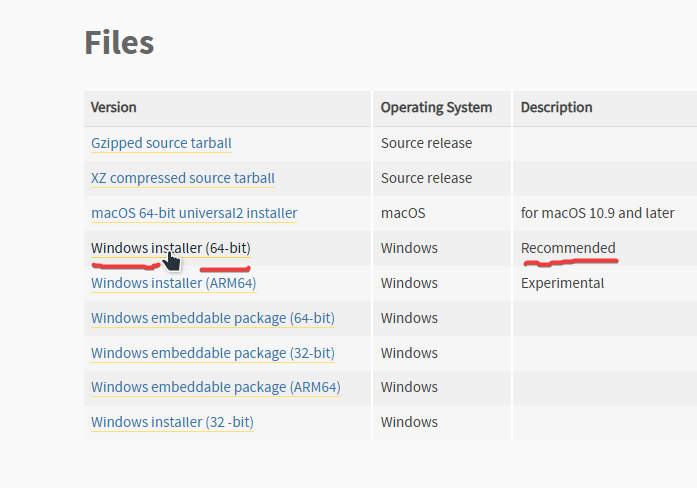 Files
Version Operating System Description
Gzipped source tarball Source release
XZ compressed source tarball Source release
macOS 64-bit universal2 installer macOS for macOS 10.9 and later
Windows installer (64-bit) Windows Recommended
Windows installer (ARM64) Windows Experimental
Windows embeddable package (64-bit) Windows
Windows embeddable package (32-bit) Windows
Windows embeddable package (ARM64) Windows
Windows installer (32 -bit) Windows